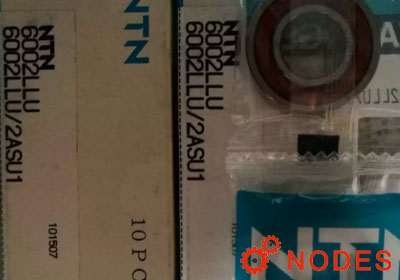 NTN
6002LLU
6002LLU/2ASU1
101507
NTN
10 P C
NTN
6002LLU
6002LLU/2ASU1
NTN
NODES